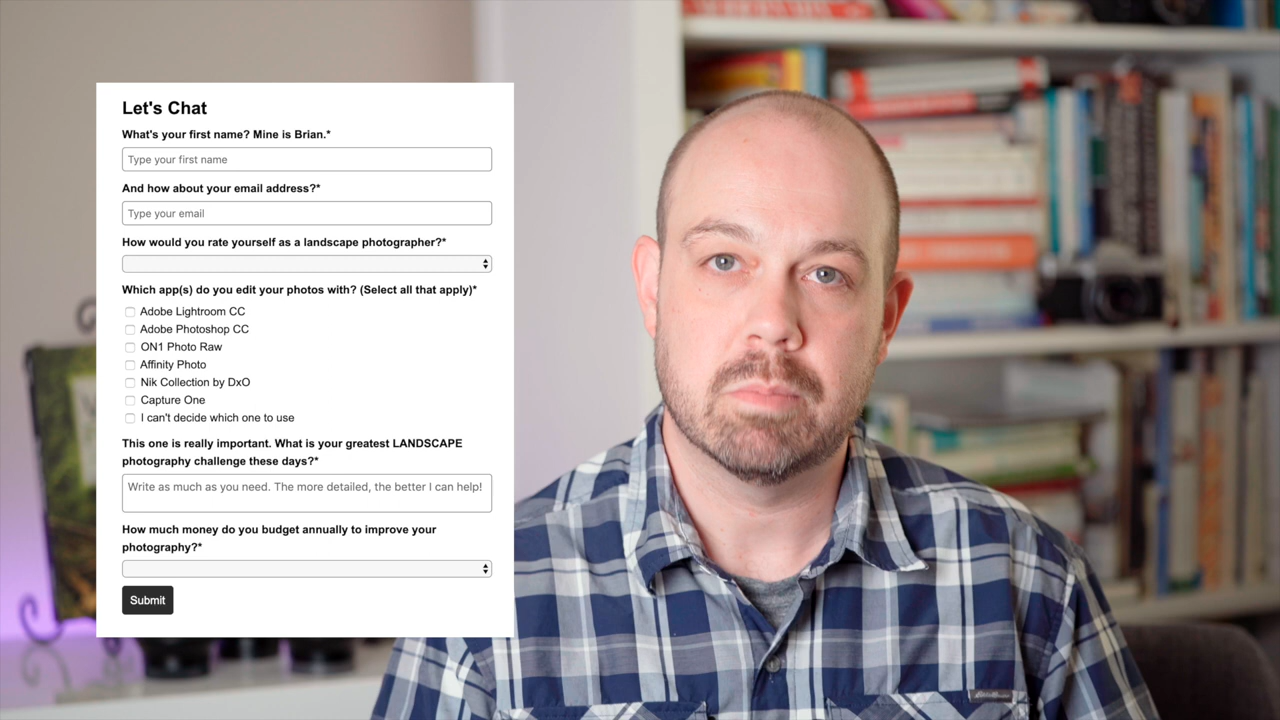 Let's Chat
What's your first name? Mine is Brian.*
Type your first name
And how about your email address?*
Type your email
How would you rate yourself as a landscape photographer?*
Which app(s) do you edit your photos with? (Select all that apply)*
Adobe Lightroom CC
Adobe Photoshop CC
ON1 Photo Raw
Affinity Photo
Nik Collection by DxO
Capture One
I can't decide which one to use
This one is really important. What is your greatest LANDSCAPE
photography challenge these days?*
Write as much as you need. The more detailed, the better I can help!
How much money do you budget annually to improve your
photography?*
Submit